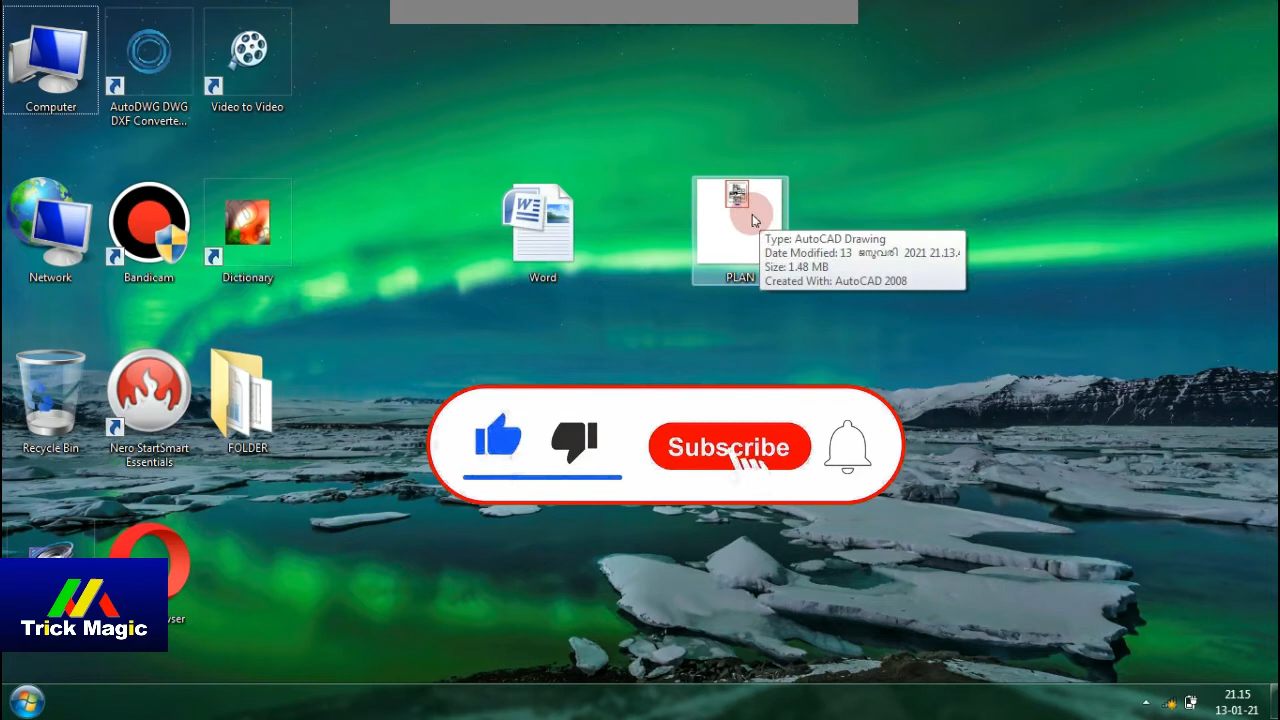 Computer
AutoDWG DWG
DXF Converte...
Video to Video
Network
Bandicam
Dictionary
Word
PLAN
Type: AutoCAD Drawing
Date Modified: 13 ജനുവരി 2021 21.13.
Size: 1.48 MB
Created With: AutoCAD 2008
Recycle Bin
Nero StartSmart
Essentials
FOLDER
Subscribe
Trick Magic
21.15
13-01-21